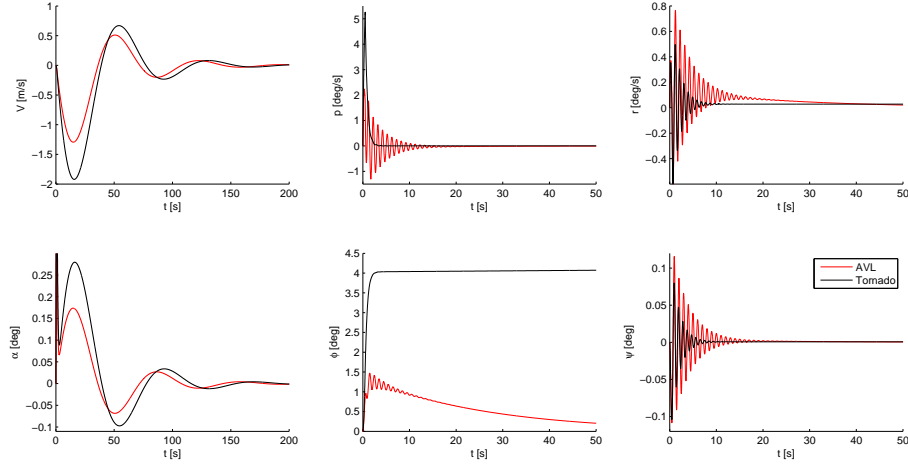 1
0.5
0
−0.5
−1
−1.5
−2
V [m/s]
0 50 100 150 200
t [s]
5
4
3
2
1
0
−1
p [deg/s]
0 10 20 30 40 50
t [s]
0.8
0.6
0.4
0.2
0
−0.2
−0.4
r [deg/s]
0 10 20 30 40 50
t [s]
0.25
0.2
0.15
0.1
0.05
0
−0.05
−0.1
α [deg]
0 50 100 150 200
t [s]
4.5
4
3.5
3
2.5
2
1.5
1
0.5
0
ϕ [deg]
0 10 20 30 40 50
t [s]
0.1
0.05
0
−0.05
−0.1
ψ [deg]
0 10 20 30 40 50
t [s]
AVL
Tornado